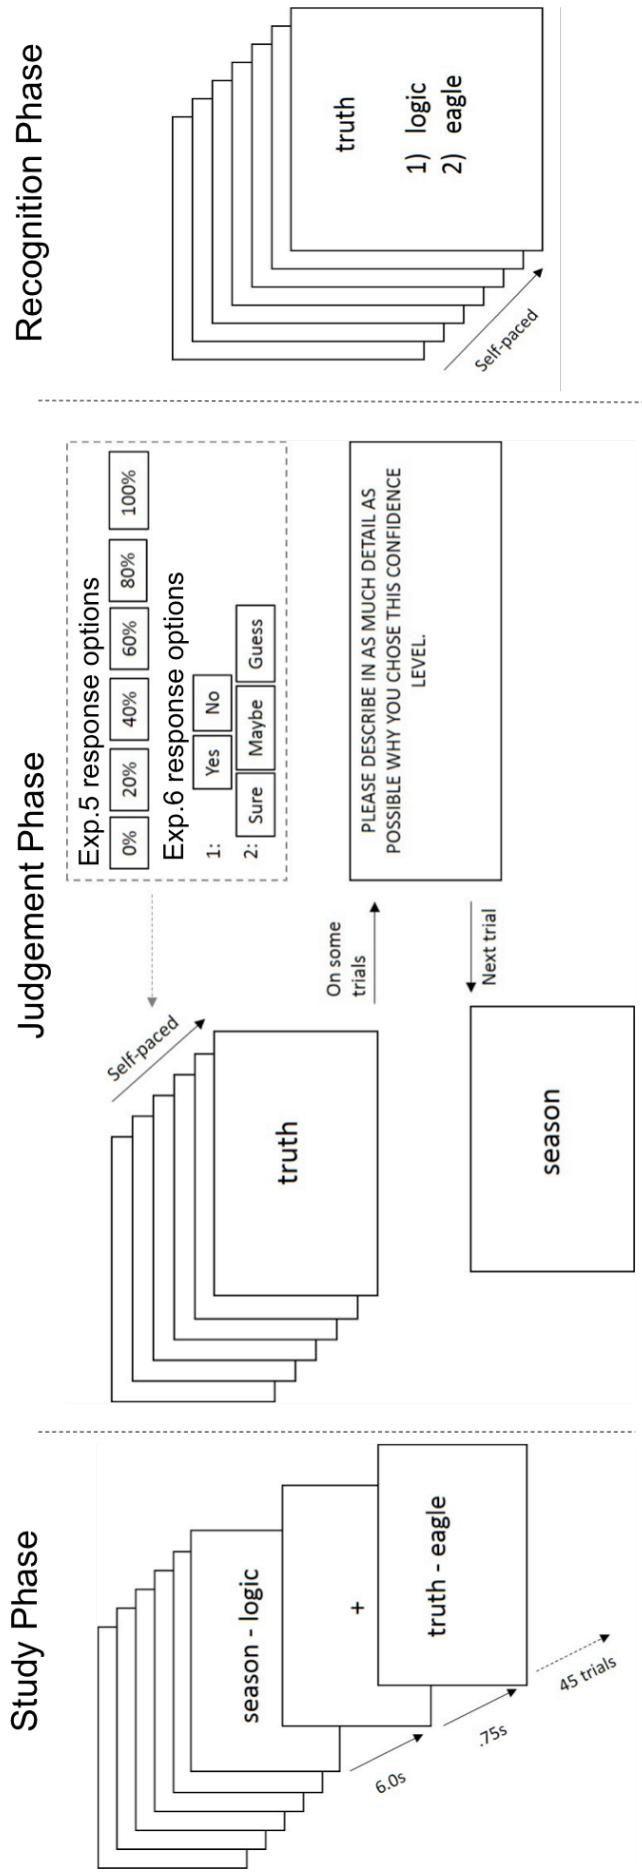 Study Phase
season - logic
+
truth - eagle
6.0s
.75s
45 trials
Judgement Phase
Self-paced
truth
Exp.5 response options
0% 20% 40% 60% 80% 100%
Exp.6 response options
1: Yes No
2: Sure Maybe Guess
On some
trials
PLEASE DESCRIBE IN AS MUCH DETAIL AS
POSSIBLE WHY YOU CHOSE THIS CONFIDENCE
LEVEL.
Next trial
season
Recognition Phase
truth
1) logic
2) eagle
Self-paced